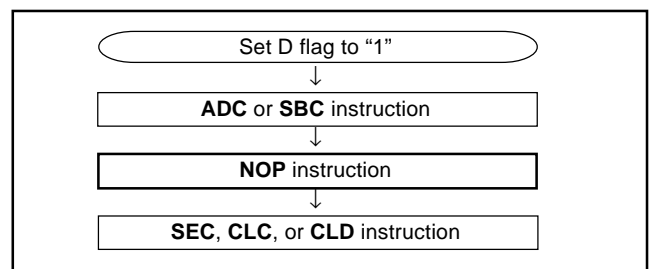 Set D flag to “1”
ADC or SBC instruction
NOP instruction
SEC, CLC, or CLD instruction